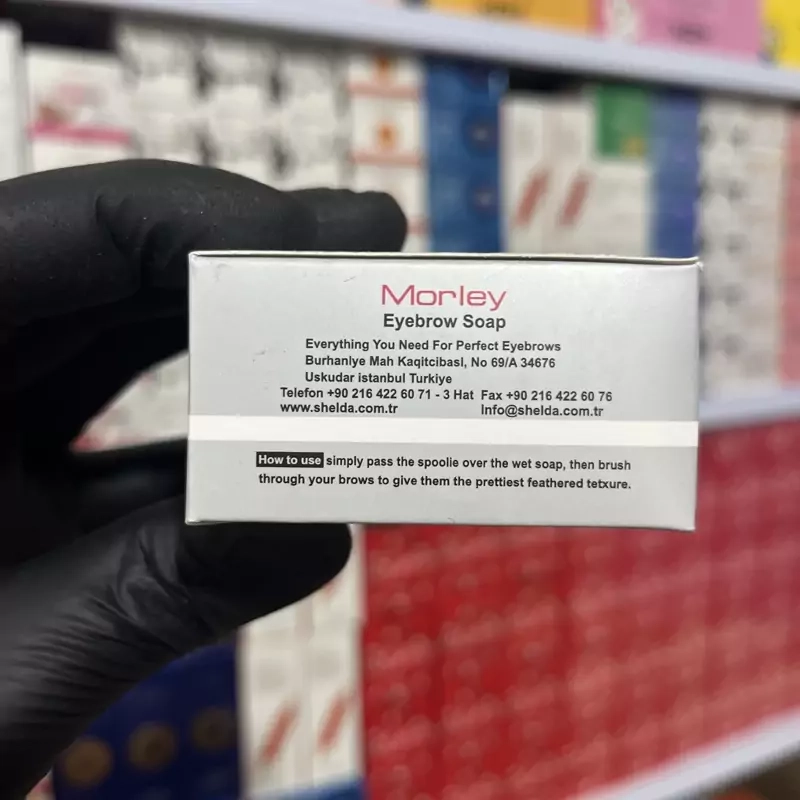 Morley
Eyebrow Soap
Everything You Need For Perfect Eyebrows
Burhaniye Mah Kaqitcibasl, No 69/A 34676
Uskudar istanbul Turkiye
Telefon +90 216 422 60 71 - 3 Hat Fax +90 216 422 60 76
www.shelda.com.tr Info@shelda.com.tr
How to use simply pass the spoolie over the wet soap, then brush
through your brows to give them the prettiest feathered tetxure.